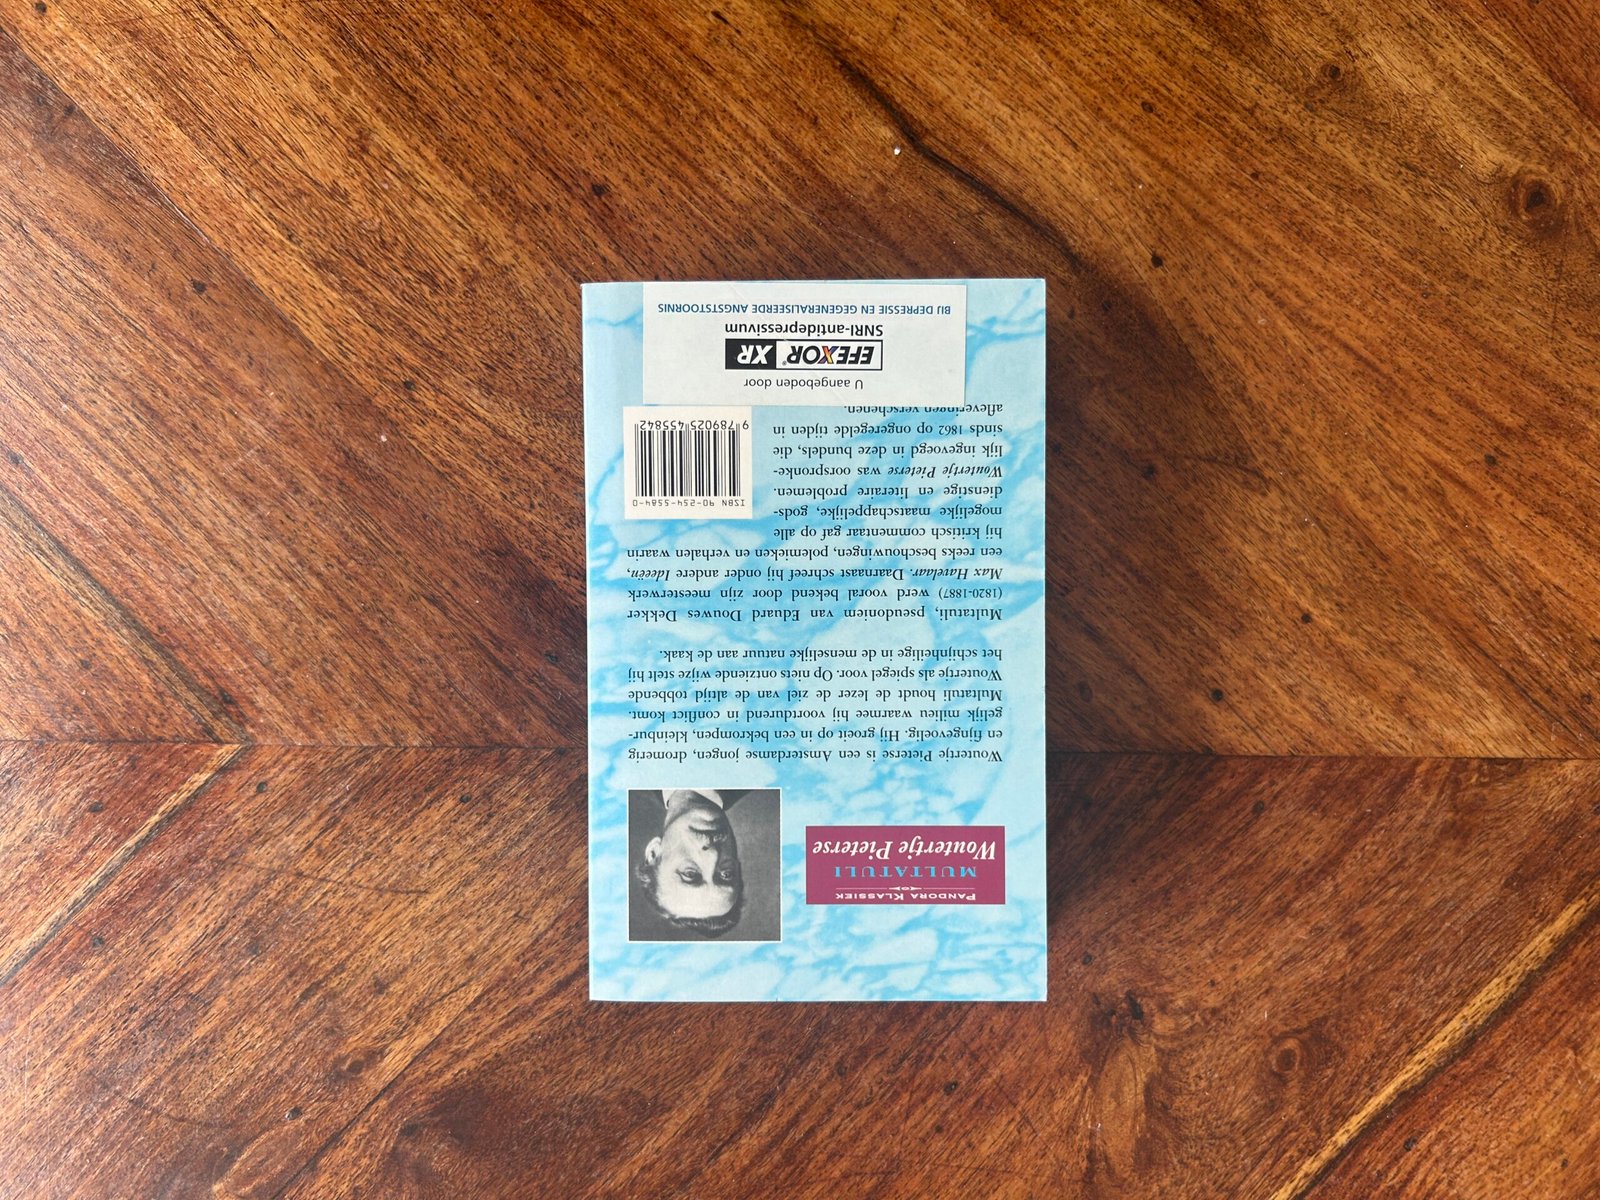 PANDORA KLASSIEK
MULTATULI
Woutertje Pieterse
Woutertje Pieterse is een Amsterdamse jongen, dromerig
en fijngevoelig. Hij groeit op in een bekrompen, kleinbur-
gelijk milieu waarmee hij voortdurend in conflict komt.
Multatuli houdt de lezer de ziel van de altijd tobbende
Woutertje als spiegel voor. Op niets ontziende wijze stelt hij
het schijnheilige in de menselijke natuur aan de kaak.
Multatuli, pseudoniem van Eduard Douwes Dekker
(1820-1887) werd vooral bekend door zijn meesterwerk
Max Havelaar. Daarnaast schreef hij onder andere Ideeën,
een reeks beschouwingen, polemieken en verhalen waarin
hij kritisch commentaar gaf op alle
mogelijke maatschappelijke, gods-
dienstige en literaire problemen.
Woutertje Pieterse was oorspronke-
lijk ingevoegd in deze bundels, die
sinds 1862 op ongeregelde tijden in
afleveringen verschenen.
ISBN 90-254-5584-0
9 789025 455842
U aangeboden door
EFEXOR® XR
SNRI-antidepressivum
BIJ DEPRESSIE EN GEGENERALISEERDE ANGSTSTOORNIS